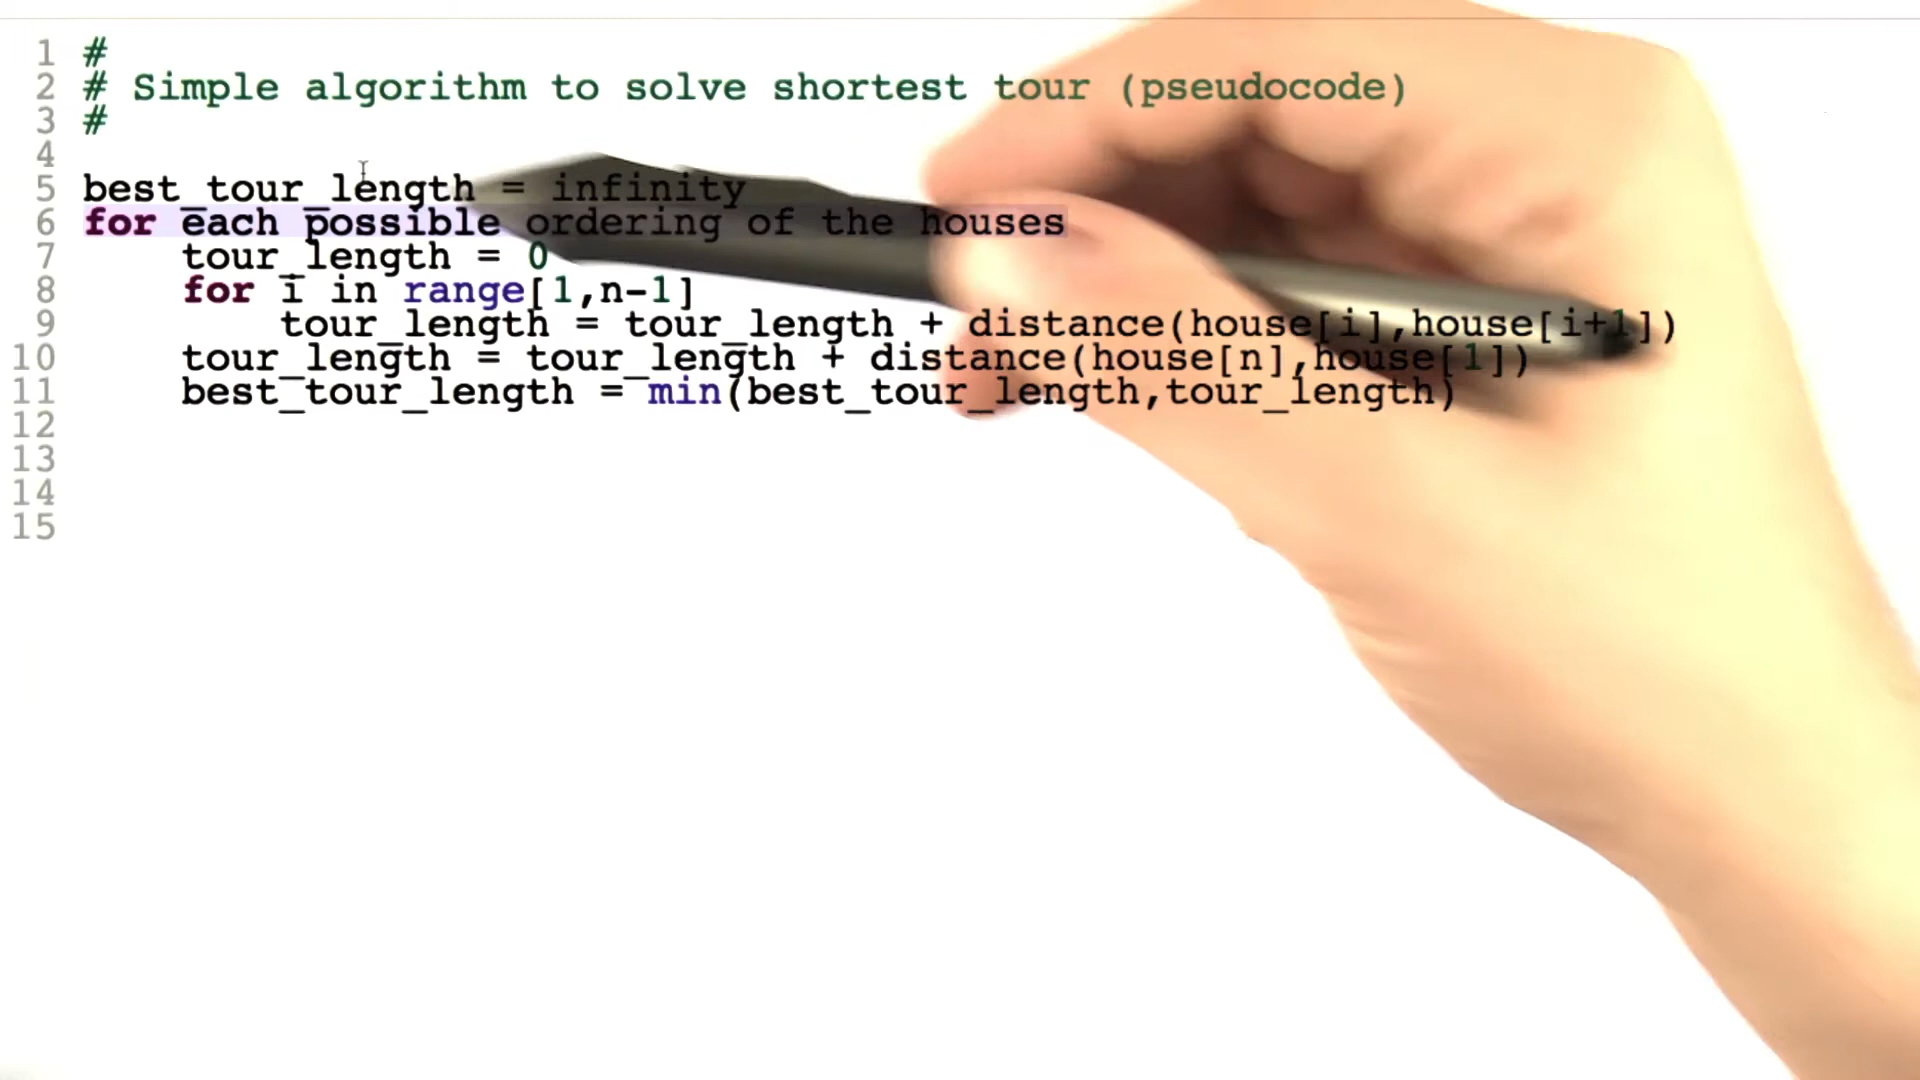 1 #
2 # Simple algorithm to solve shortest tour (pseudocode)
3 #
4
5 best_tour_length = infinity
6 for each possible ordering of the houses
7 tour_length = 0
8 for i in range[1,n-1]
9 tour_length = tour_length + distance(house[i],house[i+1])
10 tour_length = tour_length + distance(house[n],house[1])
11 best_tour_length = min(best_tour_length,tour_length)
12
13
14
15